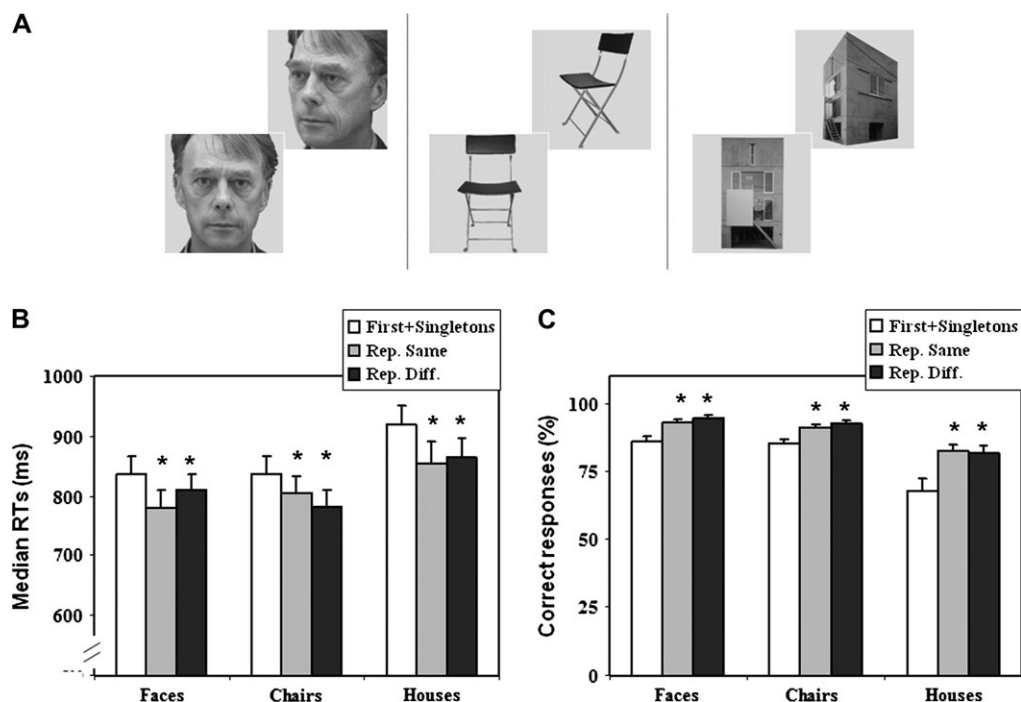 A
B
First+Singletons
Rep. Same
Rep. Diff.
Median RTs (ms)
1000
900
800
700
600
* * * * * *
Faces Chairs Houses
C
First+Singletons
Rep. Same
Rep. Diff.
Correct responses (%)
100
75
50
25
0
* * * * * *
Faces Chairs Houses